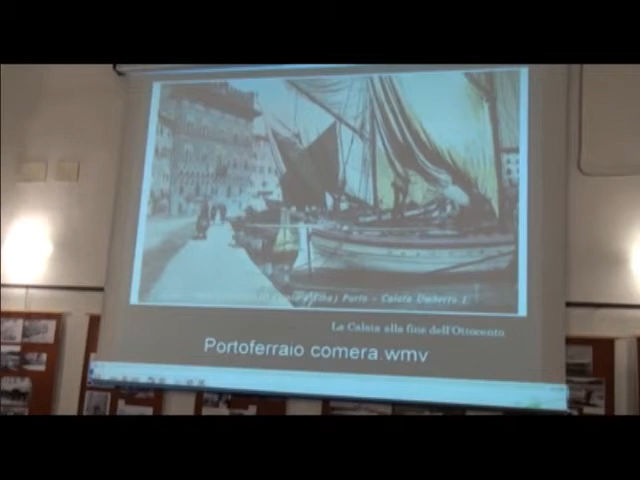 Porto - Calata Umberto I
La Calata alla fine dell'Ottocento
Portoferraio comera.wmv